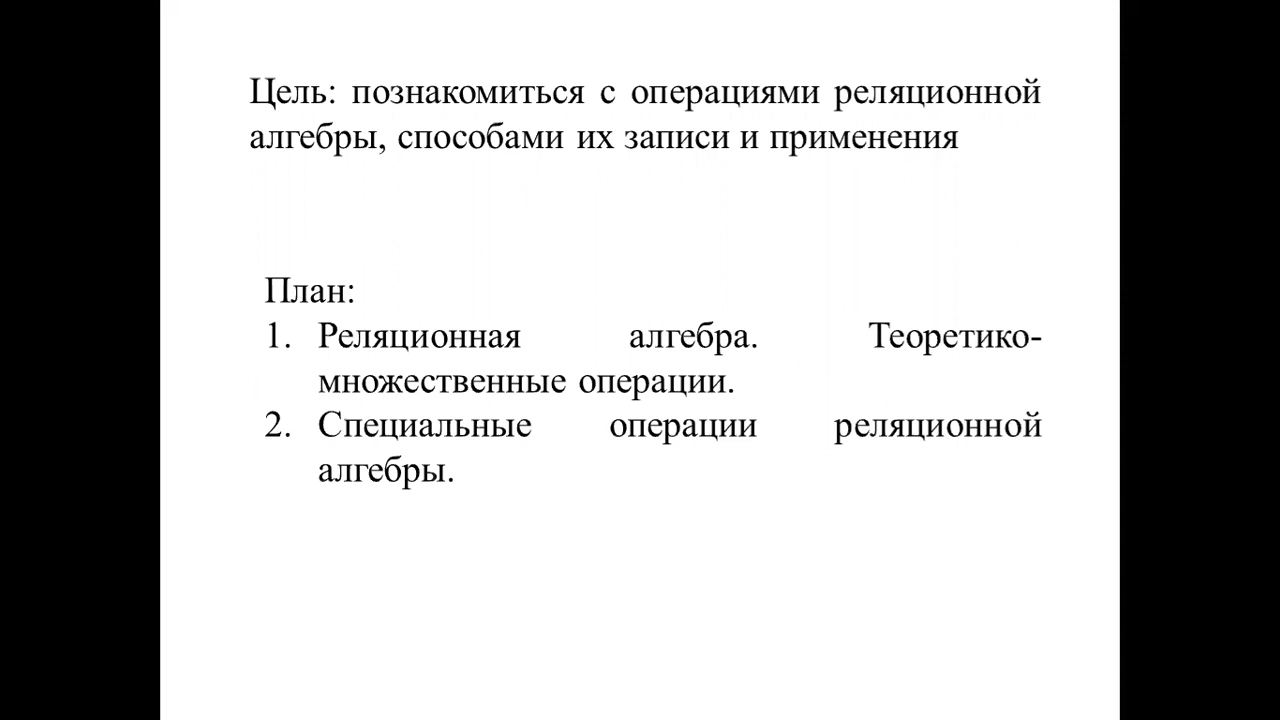 Цель: познакомиться с операциями реляционной
алгебры, способами их записи и применения
План:
1. Реляционная алгебра. Теоретико-
множественные операции.
2. Специальные операции реляционной
алгебры.